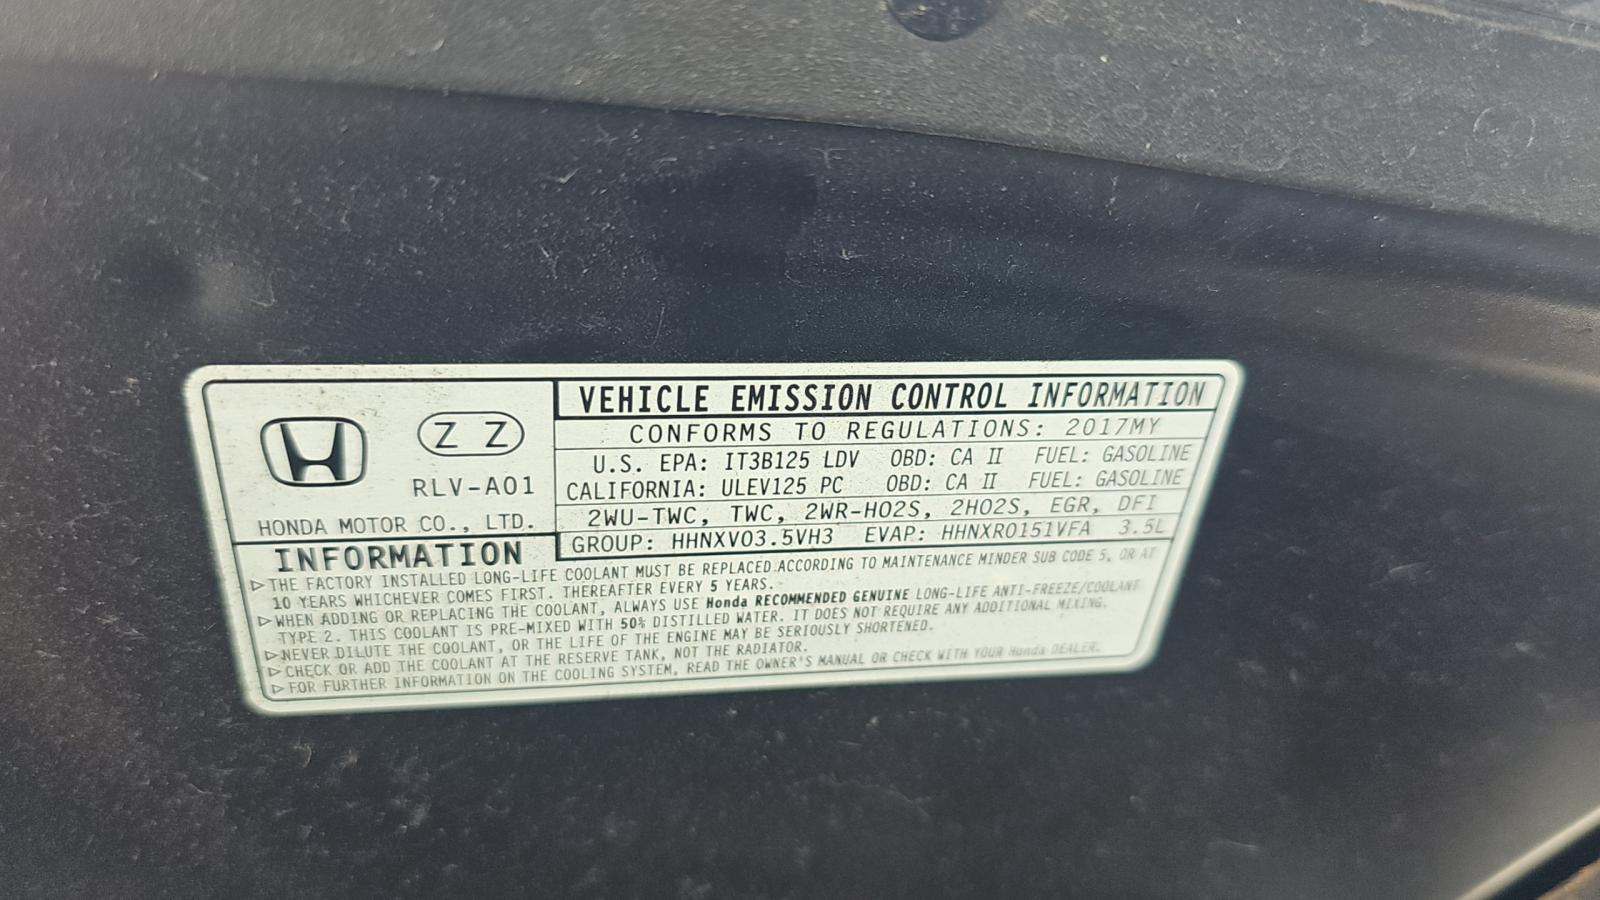 Z Z
RLV-A01
HONDA MOTOR CO., LTD.
VEHICLE EMISSION CONTROL INFORMATION
CONFORMS TO REGULATIONS: 2017MY
U.S. EPA: IT3B125 LDV OBD: CA II FUEL: GASOLINE
CALIFORNIA: ULEV125 PC OBD: CA II FUEL: GASOLINE
2WU-TWC, TWC, 2WR-HO2S, 2HO2S, EGR, DFI
GROUP: HHNXV03.5VH3 EVAP: HHNXR0151VFA 3.5L
INFORMATION
▷ THE FACTORY INSTALLED LONG-LIFE COOLANT MUST BE REPLACED ACCORDING TO MAINTENANCE MINDER SUB CODE 5, OR AT
10 YEARS WHICHEVER COMES FIRST. THEREAFTER EVERY 5 YEARS.
▷ WHEN ADDING OR REPLACING THE COOLANT, ALWAYS USE Honda RECOMMENDED GENUINE LONG-LIFE ANTI-FREEZE/COOLANT
TYPE 2. THIS COOLANT IS PRE-MIXED WITH 50% DISTILLED WATER. IT DOES NOT REQUIRE ANY ADDITIONAL MIXING.
▷ NEVER DILUTE THE COOLANT, OR THE LIFE OF THE ENGINE MAY BE SERIOUSLY SHORTENED.
▷ CHECK OR ADD THE COOLANT AT THE RESERVE TANK, NOT THE RADIATOR.
▷ FOR FURTHER INFORMATION ON THE COOLING SYSTEM, READ THE OWNER'S MANUAL OR CHECK WITH YOUR Honda DEALER.